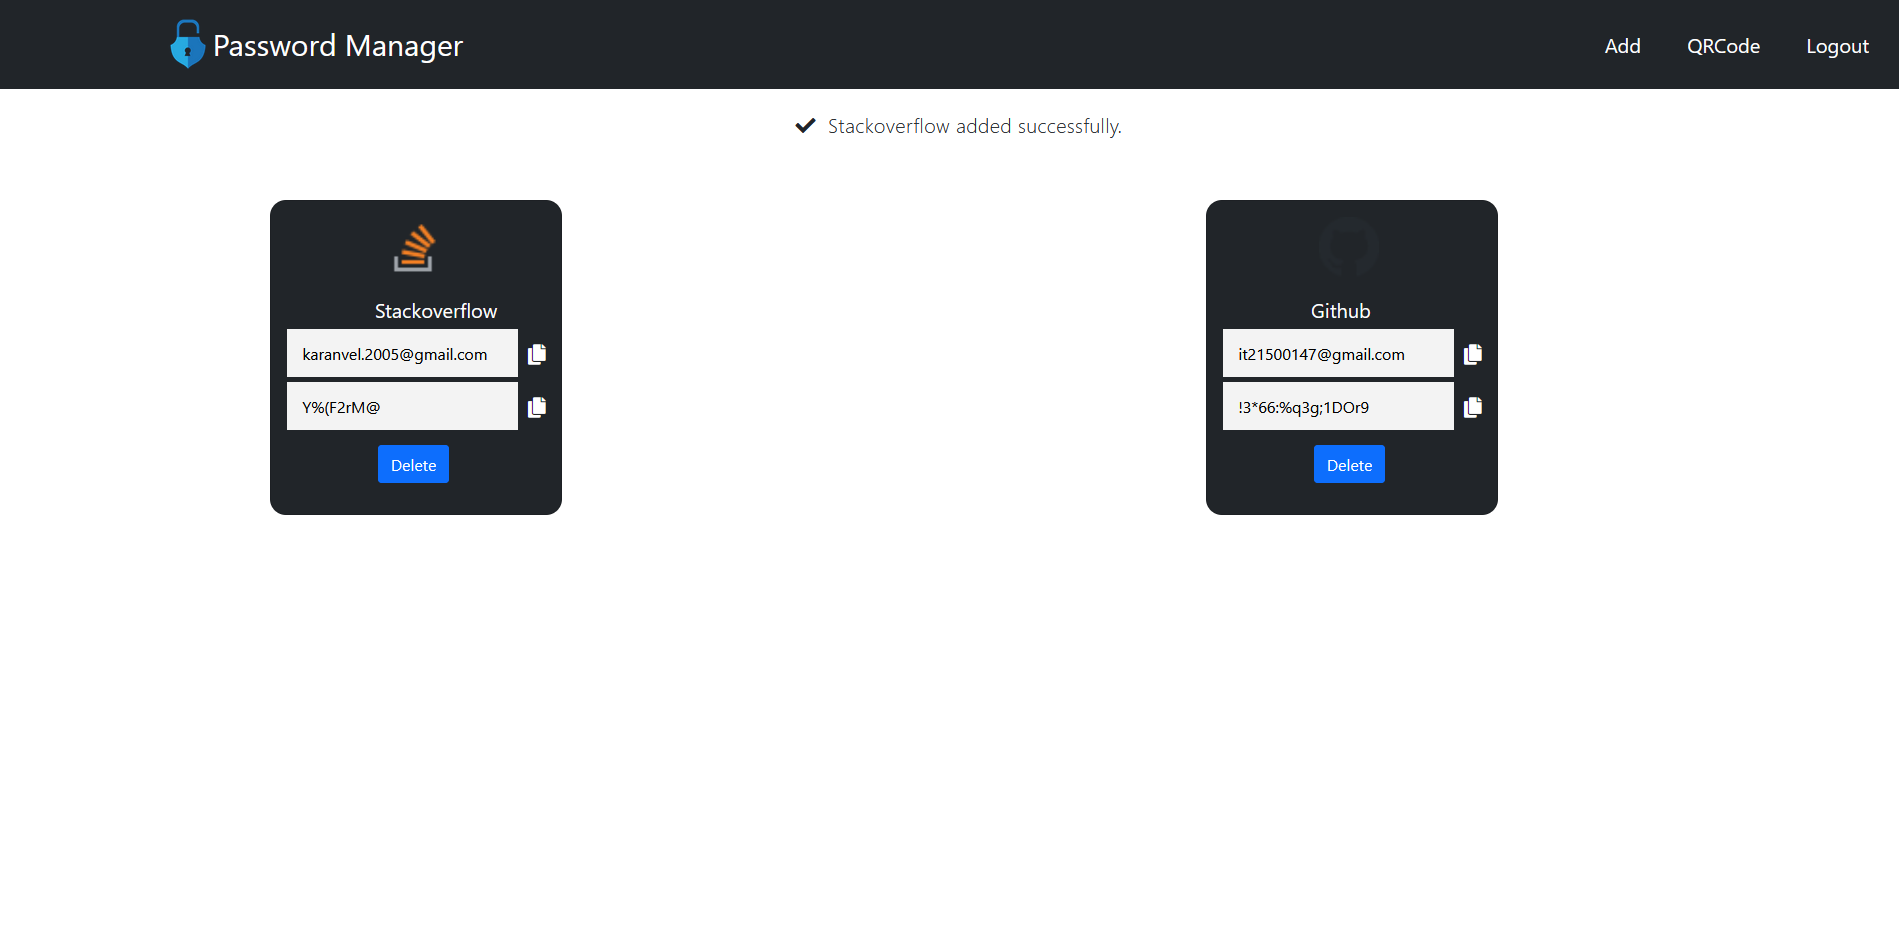 Password Manager
Add QRCode Logout
Stackoverflow added successfully.
Stackoverflow
karanvel.2005@gmail.com
Y%(F2rM@
Delete
Github
it21500147@gmail.com
!3*66:%q3g;1DOr9
Delete